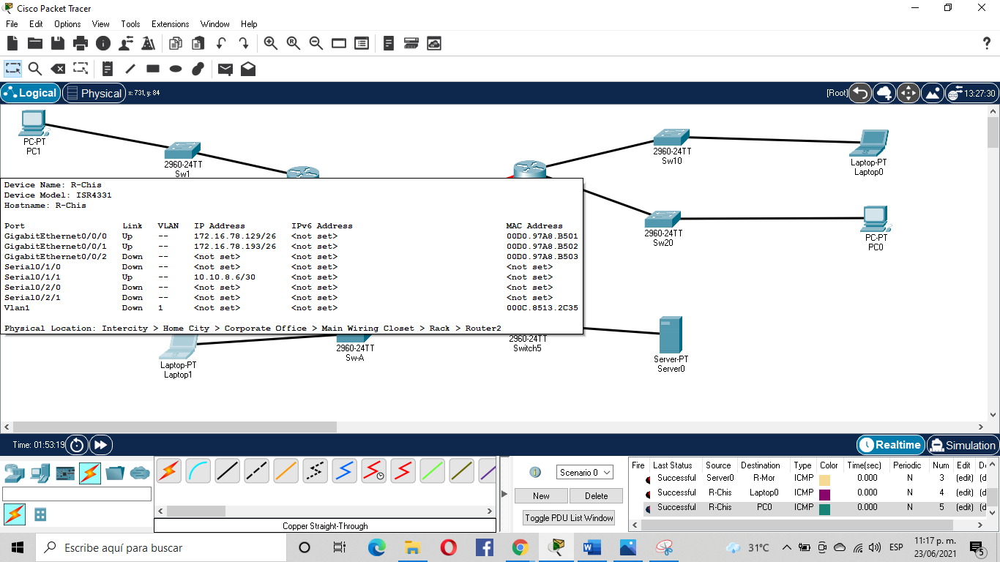 Cisco Packet Tracer
File Edit Options View Tools Extensions Window Help
Logical Physical x: 731, y: 84 [Root] 13:27:30
PC-PT
PC1
2960-24TT
Sw1
2960-24TT
Sw10
Laptop-PT
Laptop0
2960-24TT
Sw20
PC-PT
PC0
Device Name: R-Chis
Device Model: ISR4331
Hostname: R-Chis
Port Link VLAN IP Address IPv6 Address MAC Address
GigabitEthernet0/0/0 Up -- 172.16.78.129/26 <not set> 00D0.97A8.B501
GigabitEthernet0/0/1 Up -- 172.16.78.193/26 <not set> 00D0.97A8.B502
GigabitEthernet0/0/2 Down -- <not set> <not set> 00D0.97A8.B503
Serial0/1/0 Down -- <not set> <not set> <not set>
Serial0/1/1 Up -- 10.10.8.6/30 <not set> <not set>
Serial0/2/0 Down -- <not set> <not set> <not set>
Serial0/2/1 Down -- <not set> <not set> <not set>
Vlan1 Down 1 <not set> <not set> 000C.8513.2C35
Physical Location: Intercity > Home City > Corporate Office > Main Wiring Closet > Rack > Router2
Laptop-PT
Laptop1
2960-24TT
Sw-A
2960-24TT
Switch5
Server-PT
Server0
Time: 01:53:19 Realtime Simulation
Scenario 0
New Delete
Toggle PDU List Window
Fire Last Status Source Destination Type Color Time(sec) Periodic Num Edit
Successful Server0 R-Mor ICMP 0.000 N 3 (edit) (d
Successful R-Chis Laptop0 ICMP 0.000 N 4 (edit) (d
Successful R-Chis PC0 ICMP 0.000 N 5 (edit) (d
Copper Straight-Through
Escribe aquí para buscar
31°C ESP 11:17 p. m.
23/06/2021
5